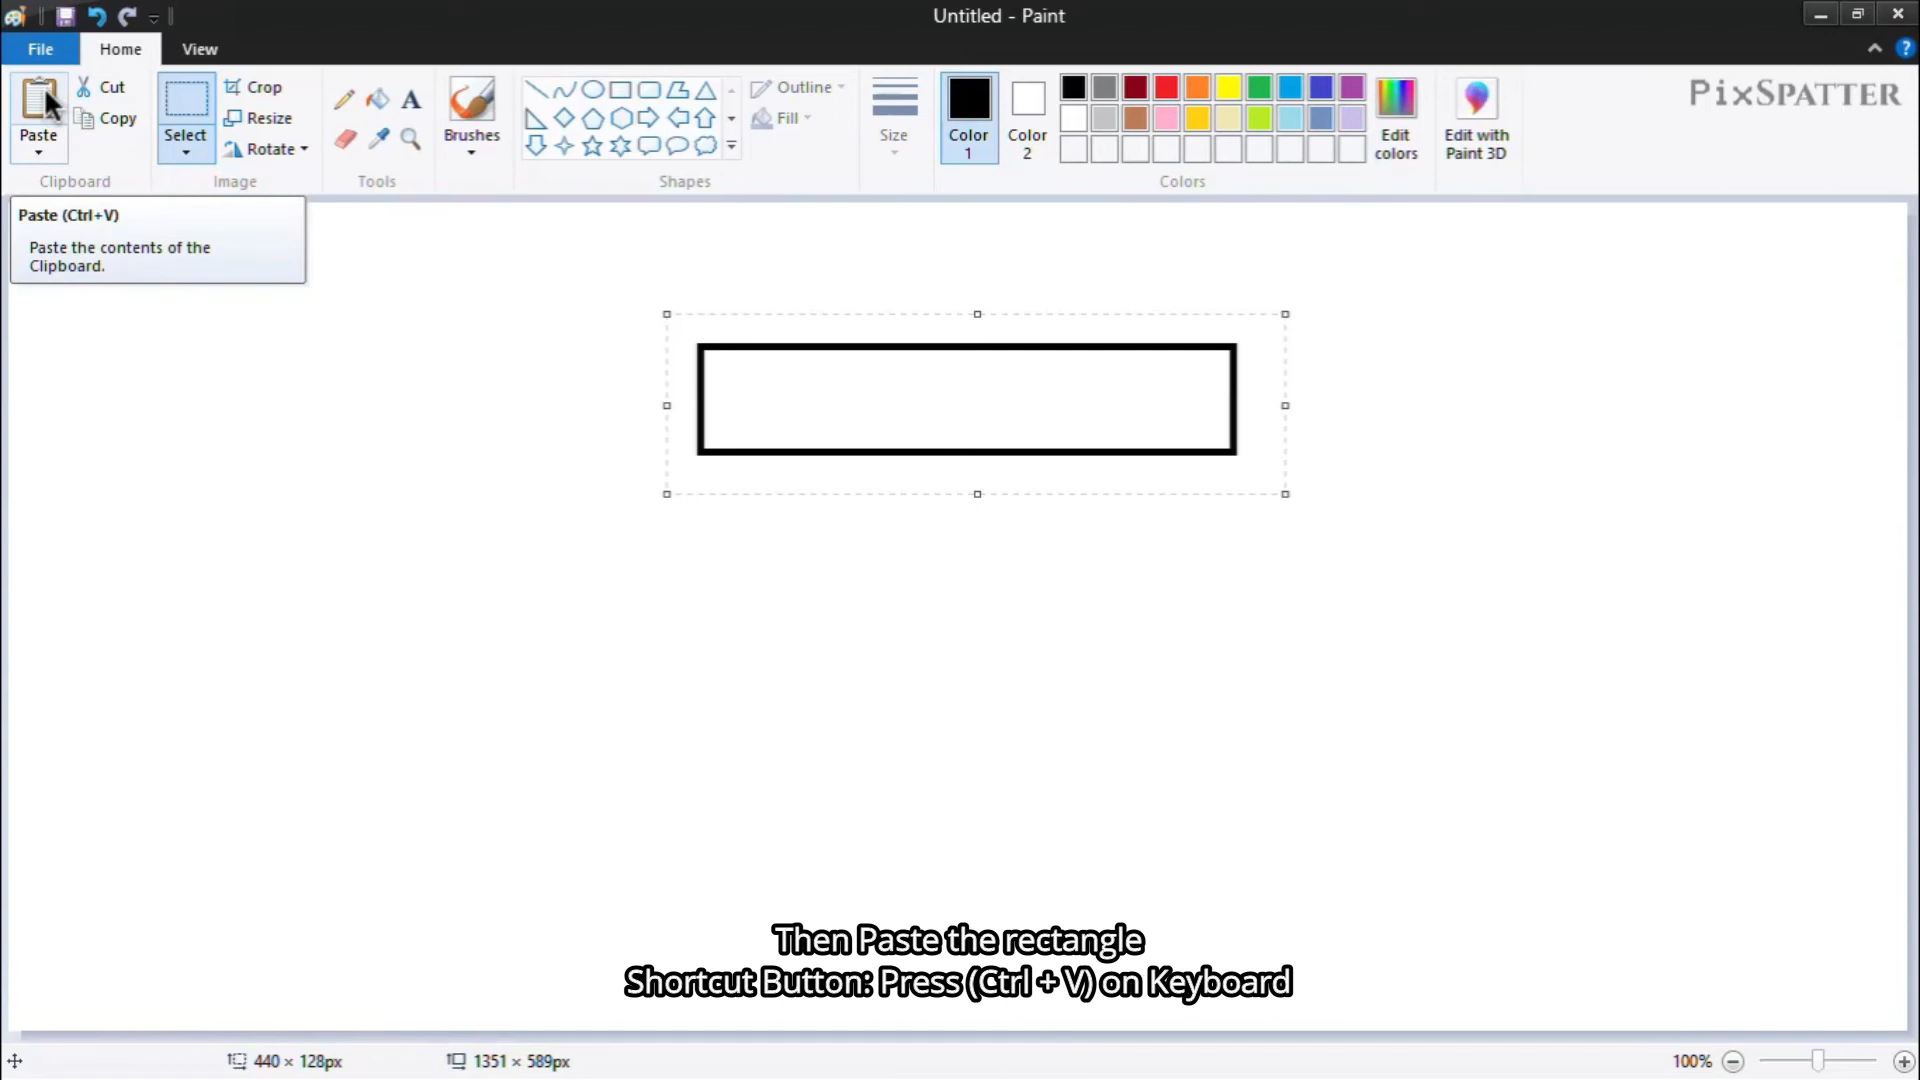 Untitled - Paint
File
Home
View
Paste
Cut
Copy
Clipboard
Select
Crop
Resize
Rotate
Image
A
Tools
Brushes
Shapes
Outline
Fill
Size
Color
1
Color
2
Colors
Edit
colors
Edit with
Paint 3D
PixSPATTER
Paste (Ctrl+V)
Paste the contents of the
Clipboard.
Then Paste the rectangle
Shortcut Button: Press (Ctrl + V) on Keyboard
440 × 128px
1351 × 589px
100%